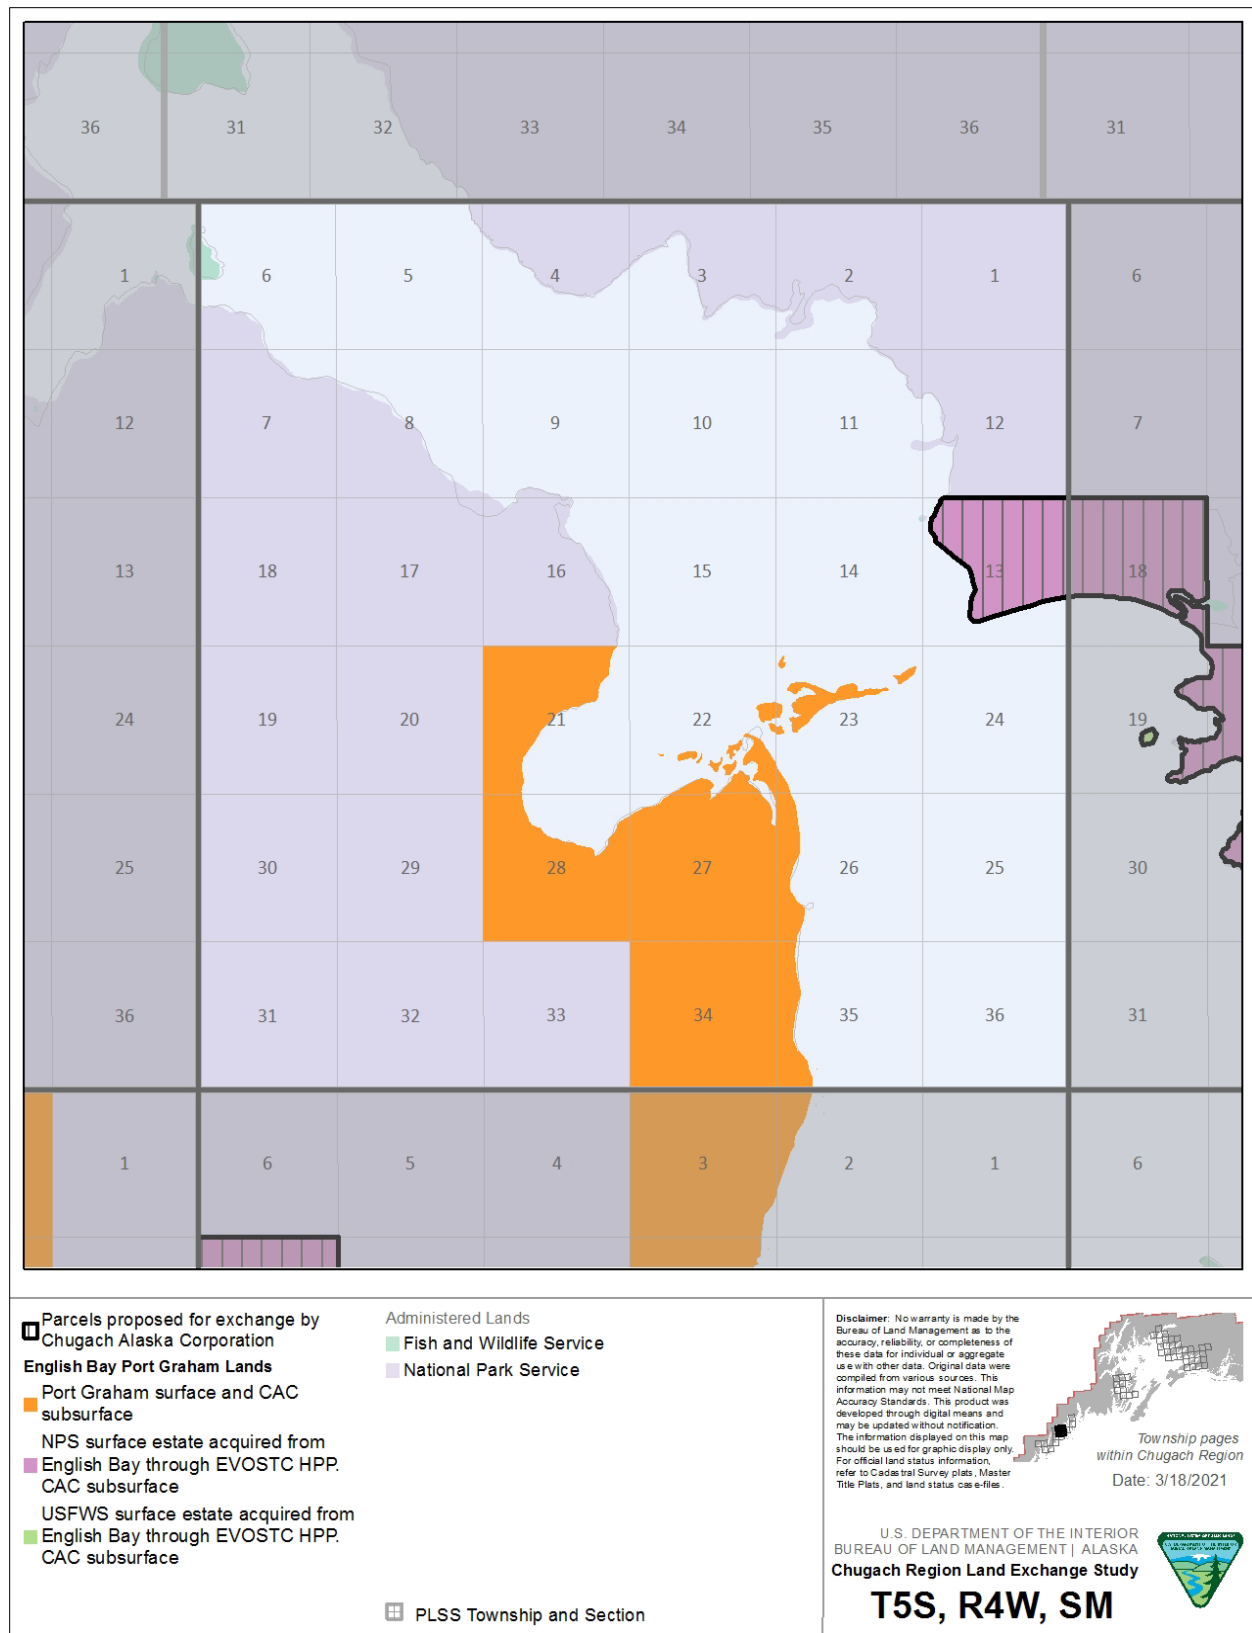 36 31 32 33 34 35 36 31
1 6 5 4 3 2 1 6
12 7 8 9 10 11 12 7
13 18 17 16 15 14 13 18
24 19 20 21 22 23 24 19
25 30 29 28 27 26 25 30
36 31 32 33 34 35 36 31
1 6 5 4 3 2 1 6
Parcels proposed for exchange by
Chugach Alaska Corporation
English Bay Port Graham Lands
Port Graham surface and CAC
subsurface
NPS surface estate acquired from
English Bay through EVOSTC HPP.
CAC subsurface
USFWS surface estate acquired from
English Bay through EVOSTC HPP.
CAC subsurface
Administered Lands
Fish and Wildlife Service
National Park Service
PLSS Township and Section
Disclaimer: No warranty is made by the
Bureau of Land Management as to the
accuracy, reliability, or completeness of
these data for individual or aggregate
use with other data. Original data were
compiled from various sources. This
information may not meet National Map
Accuracy Standards. This product was
developed through digital means and
may be updated without notification.
The information displayed on this map
should be used for graphic display only.
For official land status information,
refer to Cadastral Survey plats, Master
Title Plats, and land status case-files.
Township pages
within Chugach Region
Date: 3/18/2021
U.S. DEPARTMENT OF THE INTERIOR
BUREAU OF LAND MANAGEMENT | ALASKA
Chugach Region Land Exchange Study
T5S, R4W, SM